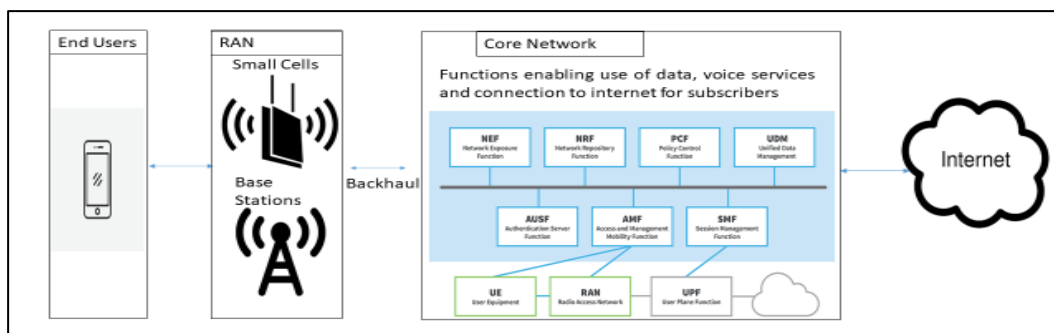 End Users
RAN
Small Cells
Base
Stations
Backhaul
Core Network
Functions enabling use of data, voice services
and connection to internet for subscribers
NEF
Network Exposure
Function
NRF
Network Repository
Function
PCF
Policy Control
Function
UDM
Unified Data
Management
AUSF
Authentication Server
Function
AMF
Access and Management
Mobility Function
SMF
Session Management
Function
UE
User Equipment
RAN
Radio Access Network
UPF
User Plane Function
Internet